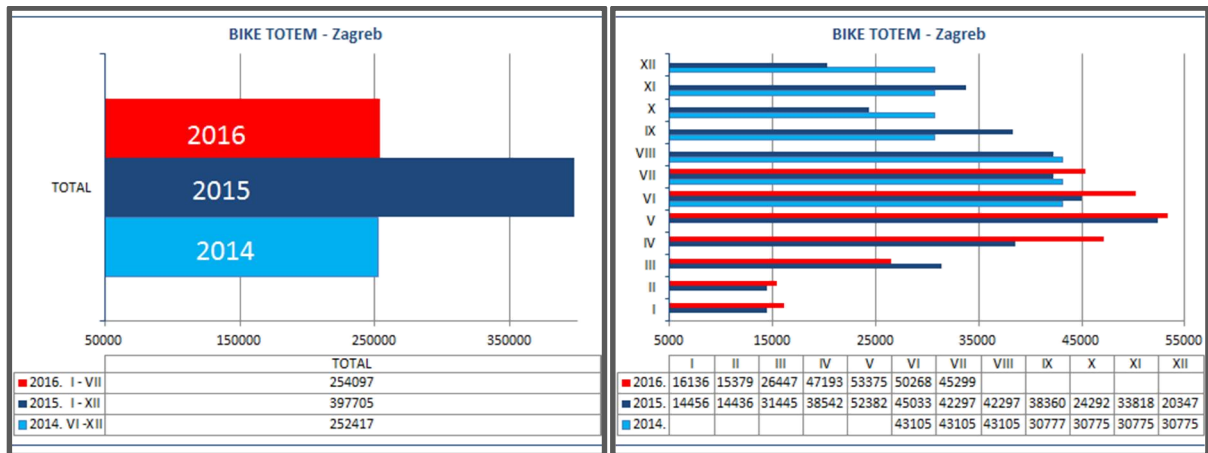 BIKE TOTEM - Zagreb
2016
TOTAL
2015
2014
50000 150000 250000 350000
TOTAL
2016. I - VII 254097
2015. I - XII 397705
2014. VI -XII 252417
BIKE TOTEM - Zagreb
XII
XI
X
IX
VIII
VII
VI
V
IV
III
II
I
5000 15000 25000 35000 45000 55000
I II III IV V VI VII VIII IX X XI XII
2016. 16136 15379 26447 47193 53375 50268 45299
2015. 14456 14436 31445 38542 52382 45033 42297 42297 38360 24292 33818 20347
2014. 43105 43105 43105 30777 30775 30775 30775